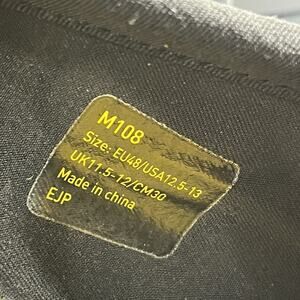 M108
Size: EU48/USA12.5-13
UK11.5-12/CM30
Made in china
EJP